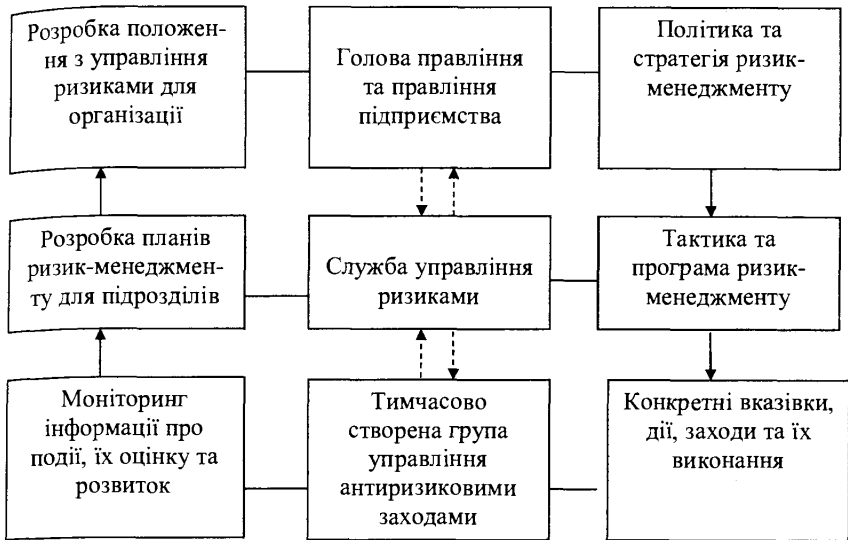 Розробка положен-
ня з управління
ризиками для
організації
Голова правління
та правління
підприємства
Політика та
стратегія ризик-
менеджменту
Розробка планів
ризик-менеджмен-
ту для підрозділів
Служба управління
ризиками
Тактика та
програма ризик-
менеджменту
Моніторинг
інформації про
події, їх оцінку та
розвиток
Тимчасово
створена група
управління
антиризиковими
заходами
Конкретні вказівки,
дії, заходи та їх
виконання